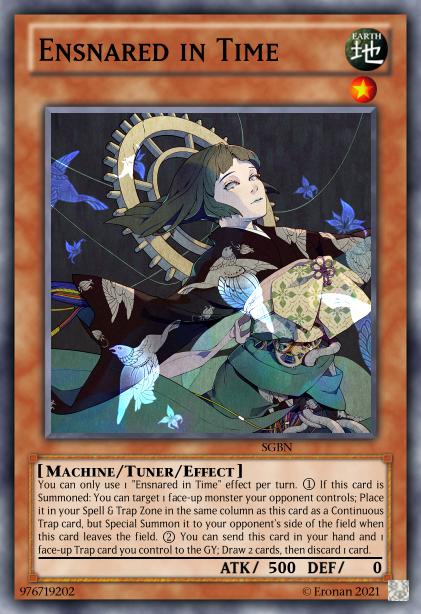 Ensnared in Time
EARTH
地
SGBN
[Machine/Tuner/Effect]
You can only use 1 "Ensnared in Time" effect per turn. ① If this card is
Summoned: You can target 1 face-up monster your opponent controls; Place
it in your Spell & Trap Zone in the same column as this card as a Continuous
Trap card, but Special Summon it to your opponent's side of the field when
this card leaves the field. ② You can send this card in your hand and 1
face-up Trap card you control to the GY; Draw 2 cards, then discard 1 card.
ATK/ 500 DEF/ 0
976719202
© Eronan 2021